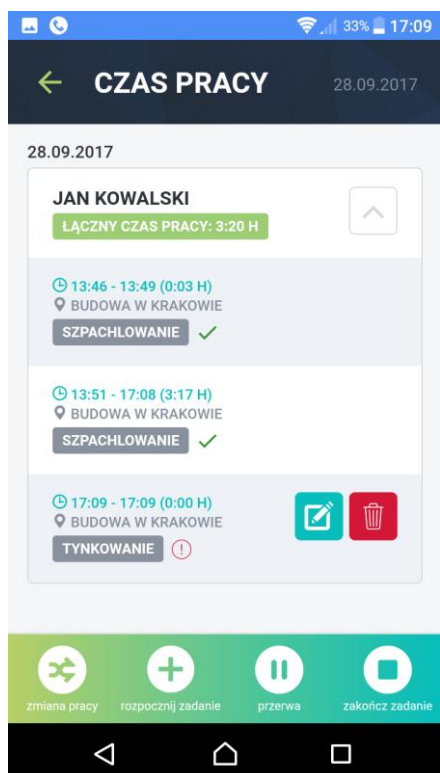 33% 17:09
CZAS PRACY 28.09.2017
28.09.2017
JAN KOWALSKI
ŁĄCZNY CZAS PRACY: 3:20 H
13:46 - 13:49 (0:03 H)
BUDOWA W KRAKOWIE
SZPACHLOWANIE
13:51 - 17:08 (3:17 H)
BUDOWA W KRAKOWIE
SZPACHLOWANIE
17:09 - 17:09 (0:00 H)
BUDOWA W KRAKOWIE
TYNKOWANIE
zmiana pracy rozpocznij zadanie przerwa zakończ zadanie